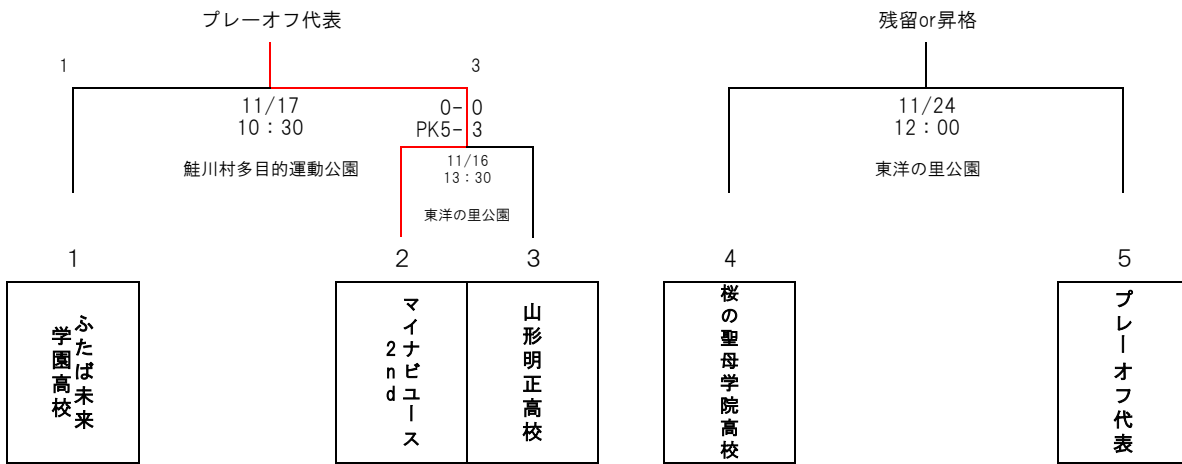 プレーオフ代表
1
3
11/17
10：30
0-0
PK5-3
鮭川村多目的運動公園
11/16
13：30
東洋の里公園
1
2
3
ふたば未来
学園高校
マイナビユース
2nd
山形明正高校
残留or昇格
11/24
12：00
東洋の里公園
4
5
桜の聖母学院高校
プレーオフ代表